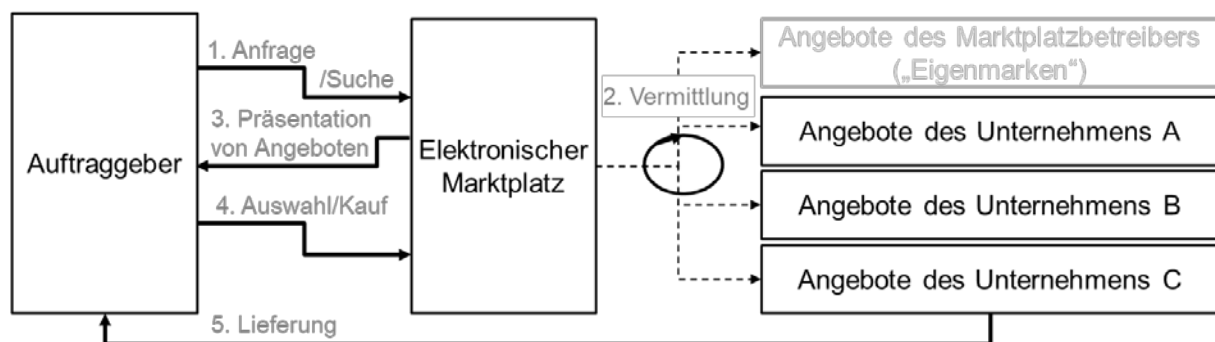 1. Anfrage
/Suche
3. Präsentation
von Angeboten
4. Auswahl/Kauf
5. Lieferung
Auftraggeber
Elektronischer
Marktplatz
2. Vermittlung
Angebote des Marktplatzbetreibers
(„Eigenmarken“)
Angebote des Unternehmens A
Angebote des Unternehmens B
Angebote des Unternehmens C